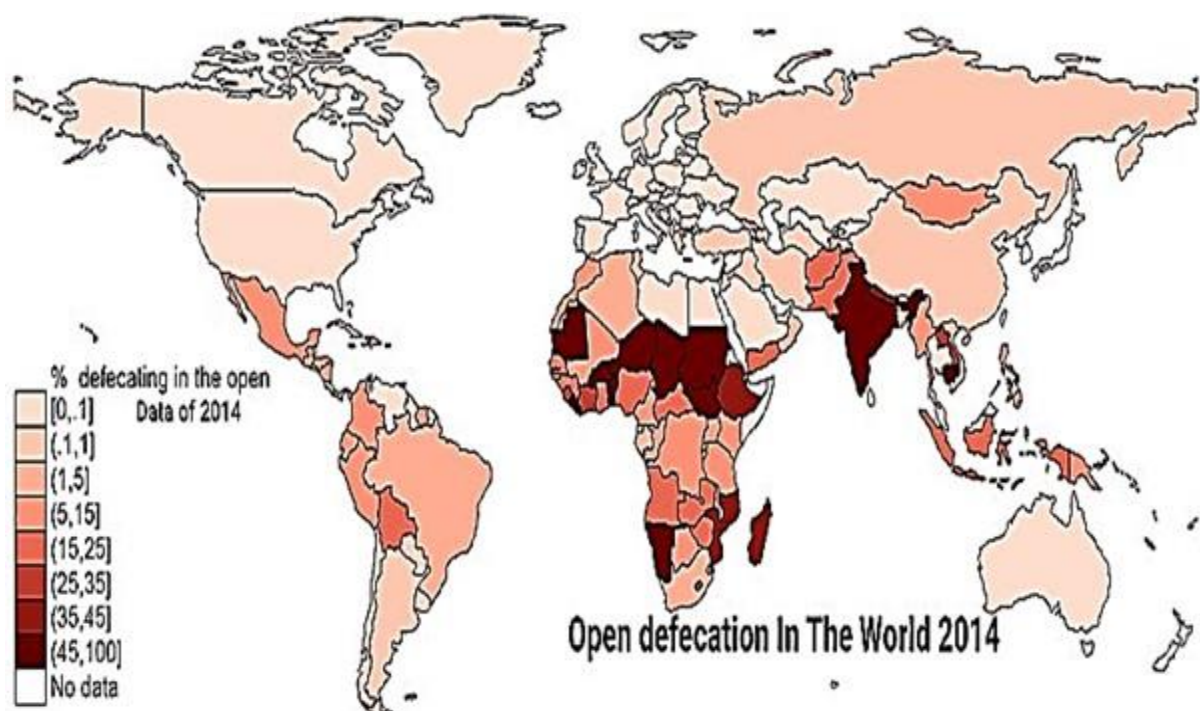 % defecating in the open
Data of 2014
[0,.1]
(.1,1]
(1,5]
(5,15]
(15,25]
(25,35]
(35,45]
(45,100]
No data
Open defecation In The World 2014